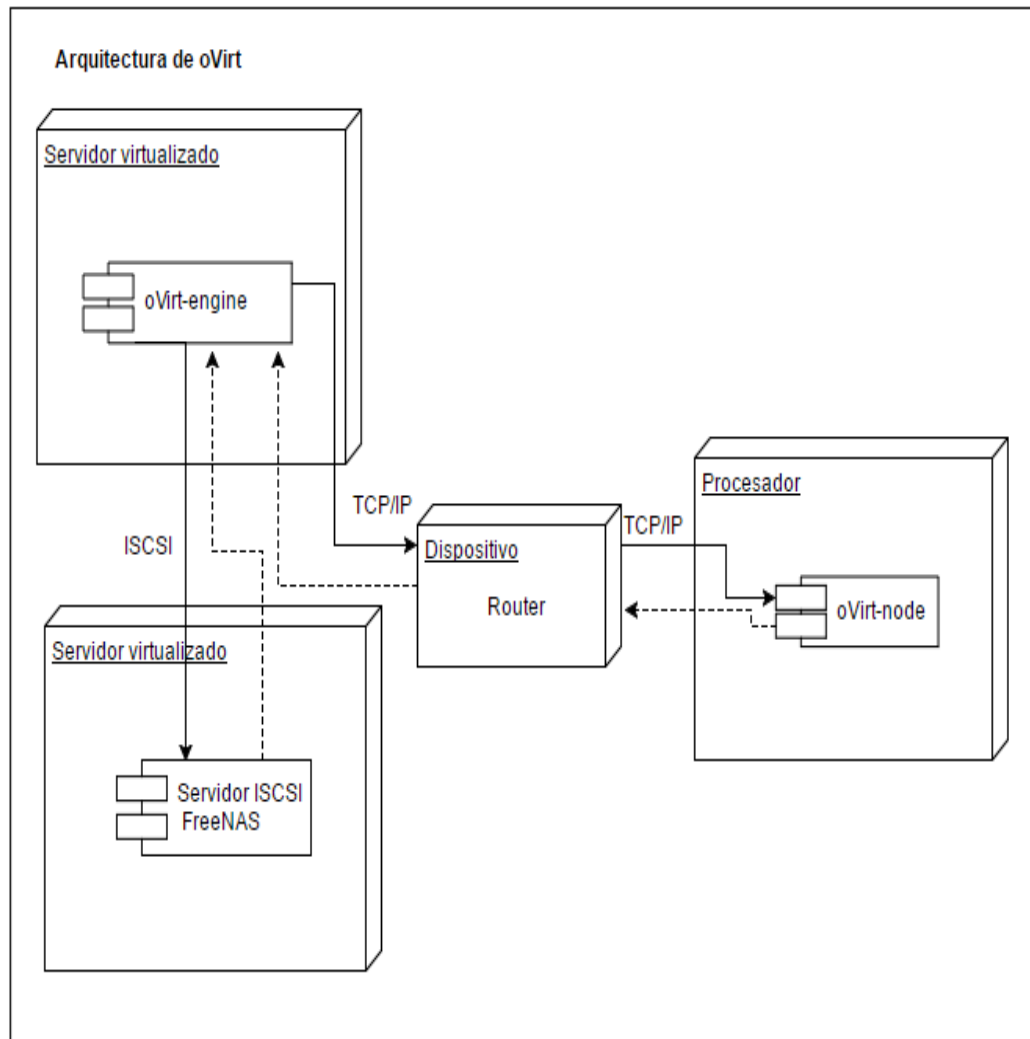 Arquitectura de oVirt
Servidor virtualizado
oVirt-engine
TCP/IP
ISCSI
Dispositivo
Router
TCP/IP
Procesador
oVirt-node
Servidor virtualizado
Servidor ISCSI
FreeNAS